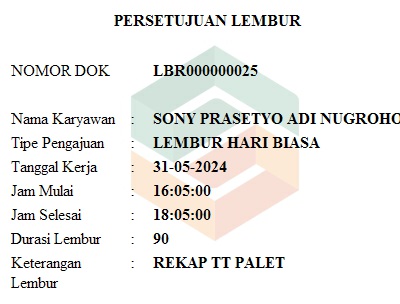 PERSETUJUAN LEMBUR
NOMOR DOK LBR000000025
Nama Karyawan : SONY PRASETYO ADI NUGROHO
Tipe Pengajuan : LEMBUR HARI BIASA
Tanggal Kerja : 31-05-2024
Jam Mulai : 16:05:00
Jam Selesai : 18:05:00
Durasi Lembur : 90
Keterangan : REKAP TT PALET
Lembur